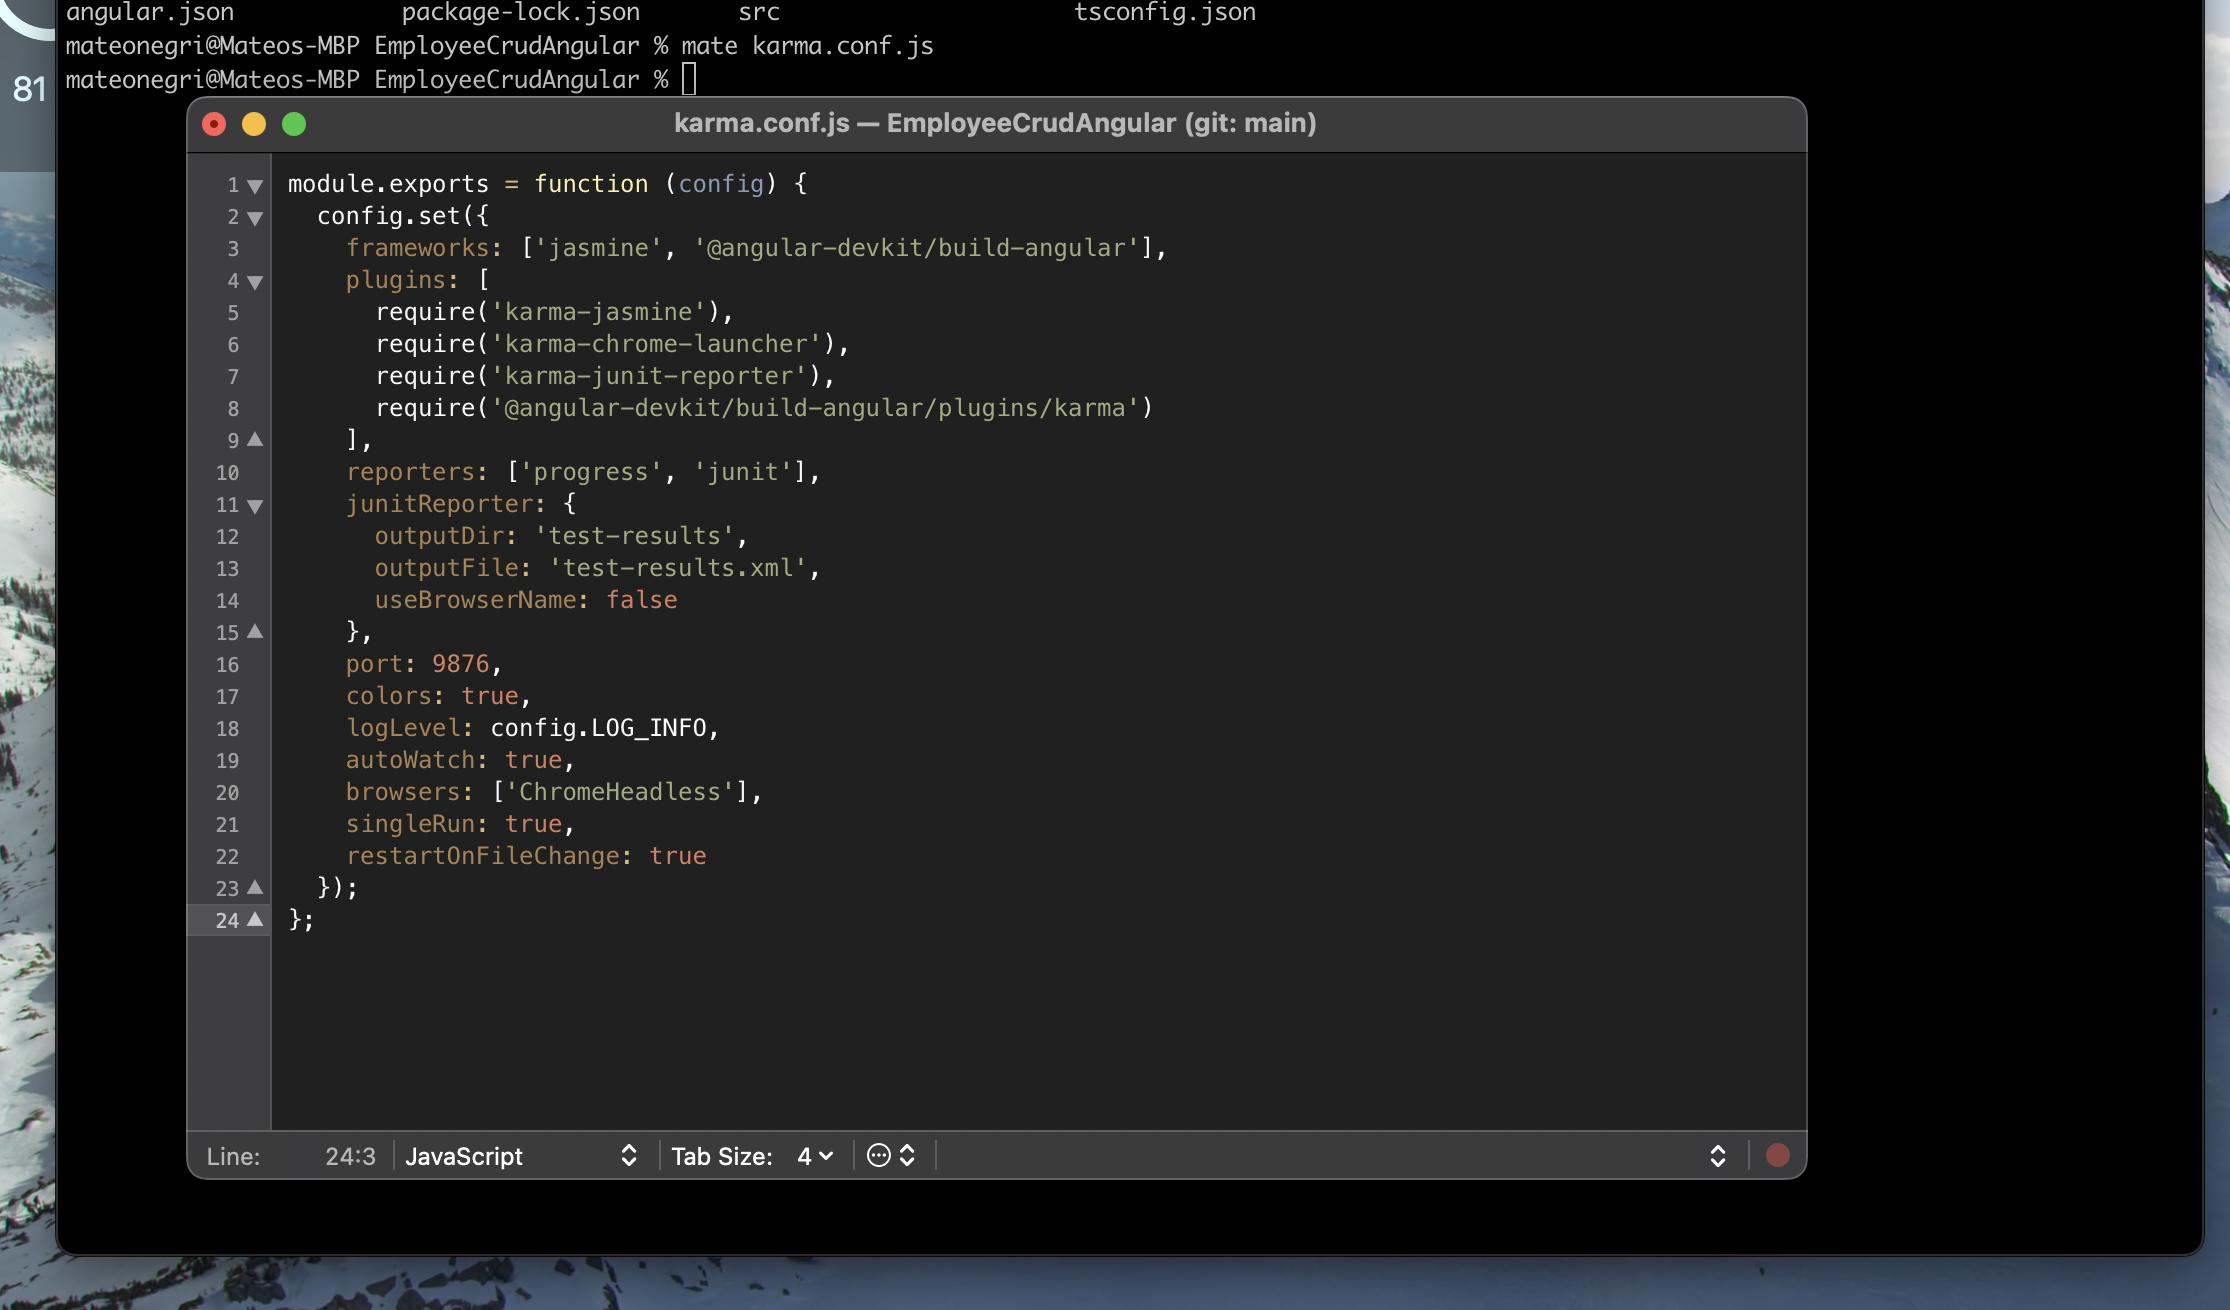 angular.json package-lock.json src tsconfig.json
mateonegri@Mateos-MBP EmployeeCrudAngular % mate karma.conf.js
mateonegri@Mateos-MBP EmployeeCrudAngular %
81
karma.conf.js — EmployeeCrudAngular (git: main)
1 module.exports = function (config) {
2   config.set({
3     frameworks: ['jasmine', '@angular-devkit/build-angular'],
4     plugins: [
5       require('karma-jasmine'),
6       require('karma-chrome-launcher'),
7       require('karma-junit-reporter'),
8       require('@angular-devkit/build-angular/plugins/karma')
9     ],
10     reporters: ['progress', 'junit'],
11     junitReporter: {
12       outputDir: 'test-results',
13       outputFile: 'test-results.xml',
14       useBrowserName: false
15     },
16     port: 9876,
17     colors: true,
18     logLevel: config.LOG_INFO,
19     autoWatch: true,
20     browsers: ['ChromeHeadless'],
21     singleRun: true,
22     restartOnFileChange: true
23   });
24 };
Line: 24:3 JavaScript Tab Size: 4